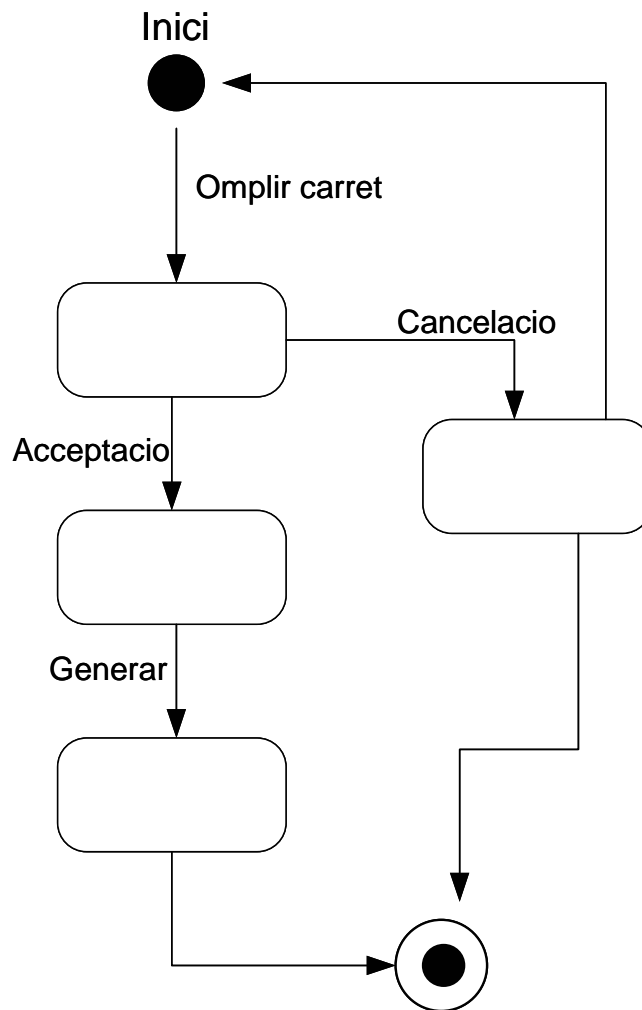 Inici
Omplir carret
Cancelacio
Acceptacio
Generar